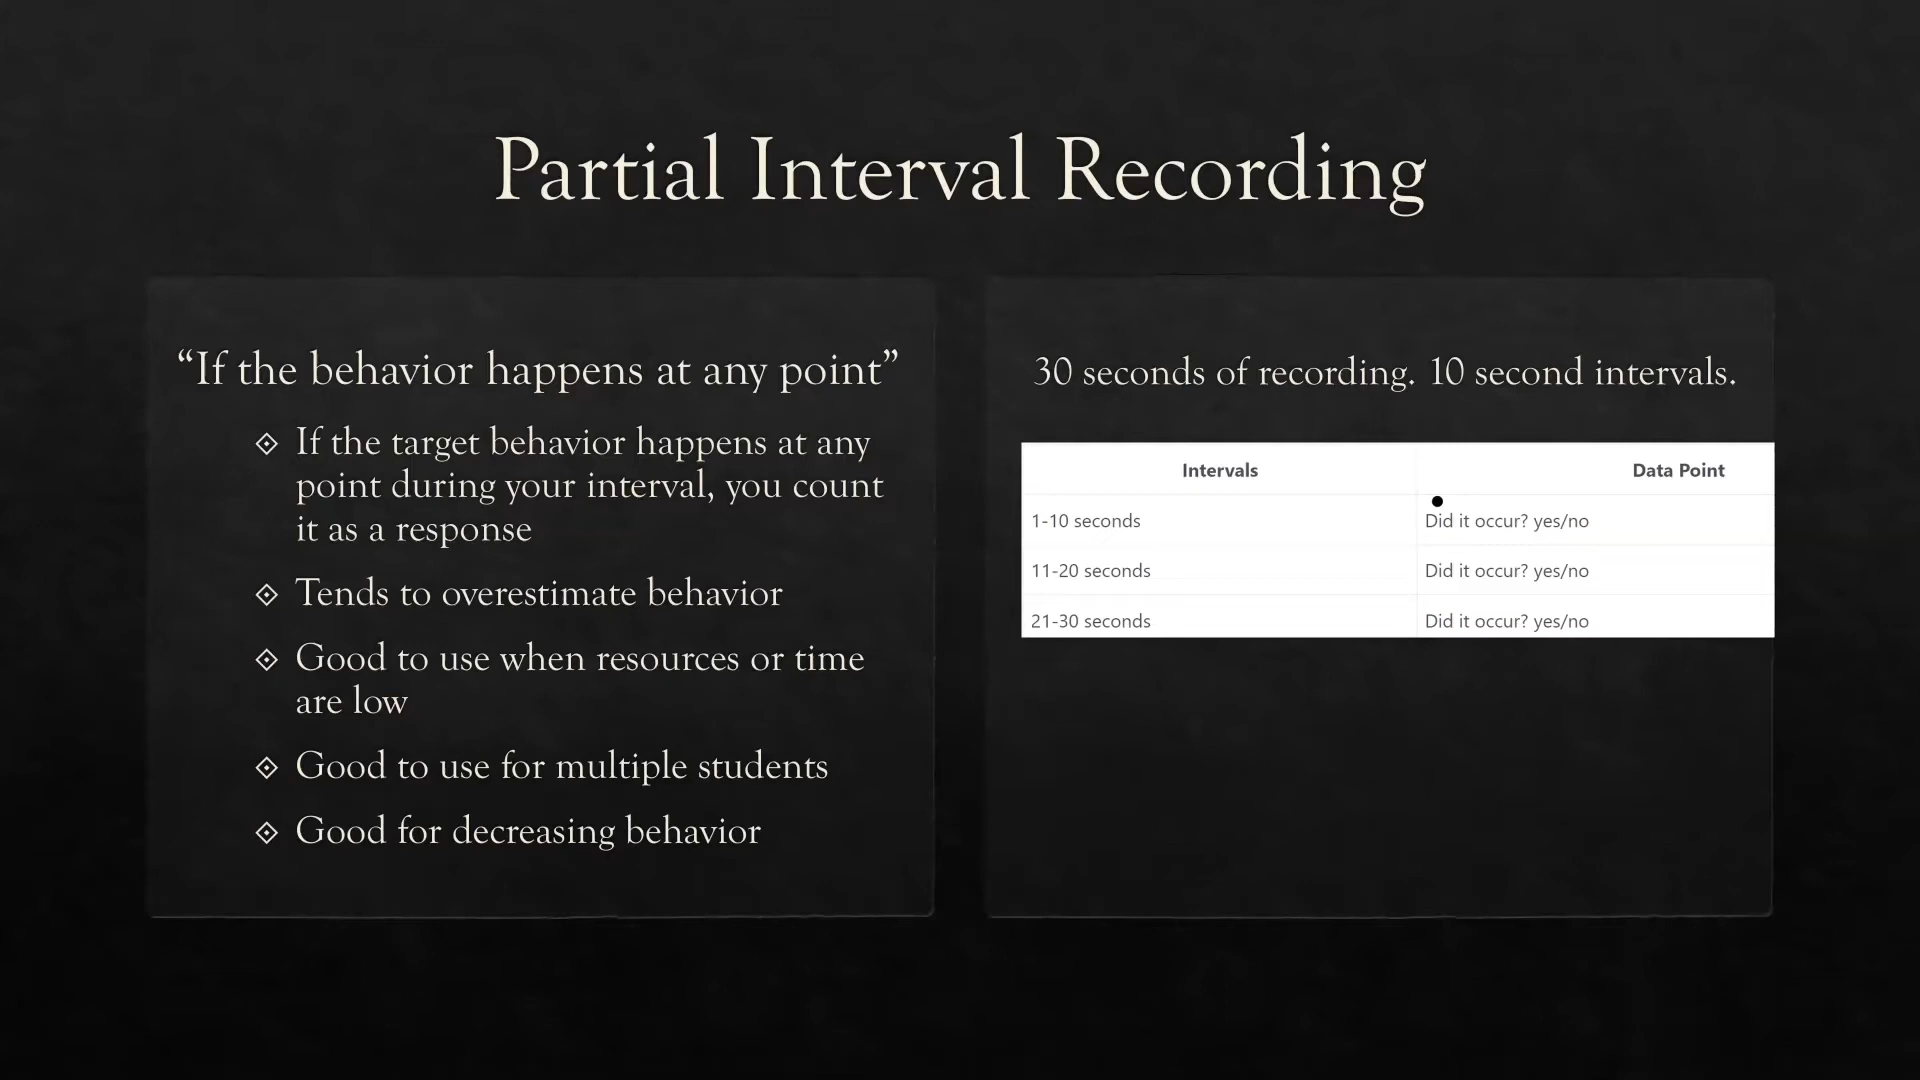 Partial Interval Recording
“If the behavior happens at any point”
If the target behavior happens at any
point during your interval, you count
it as a response
Tends to overestimate behavior
Good to use when resources or time
are low
Good to use for multiple students
Good for decreasing behavior
30 seconds of recording. 10 second intervals.
Intervals Data Point
1-10 seconds Did it occur? yes/no
11-20 seconds Did it occur? yes/no
21-30 seconds Did it occur? yes/no